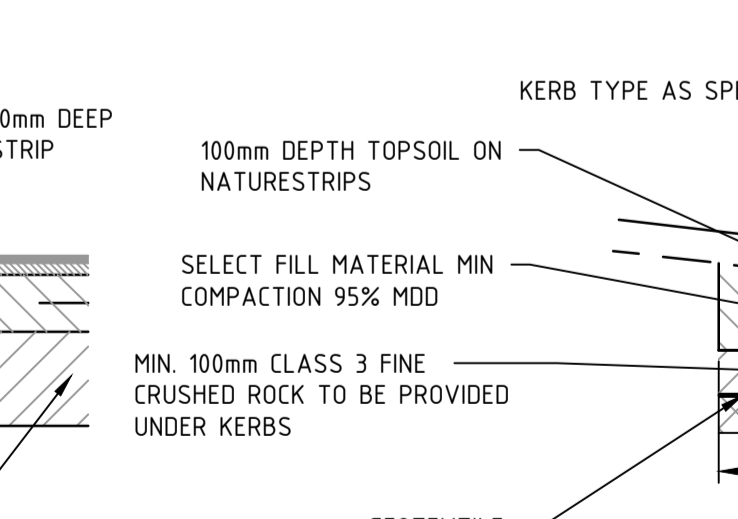 KERB TYPE AS
0mm DEEP
STRIP
100mm DEPTH TOPSOIL ON
NATURESTRIPS
SELECT FILL MATERIAL MIN
COMPACTION 95% MDD
MIN. 100mm CLASS 3 FINE
CRUSHED ROCK TO BE PROVIDED
UNDER KERBS